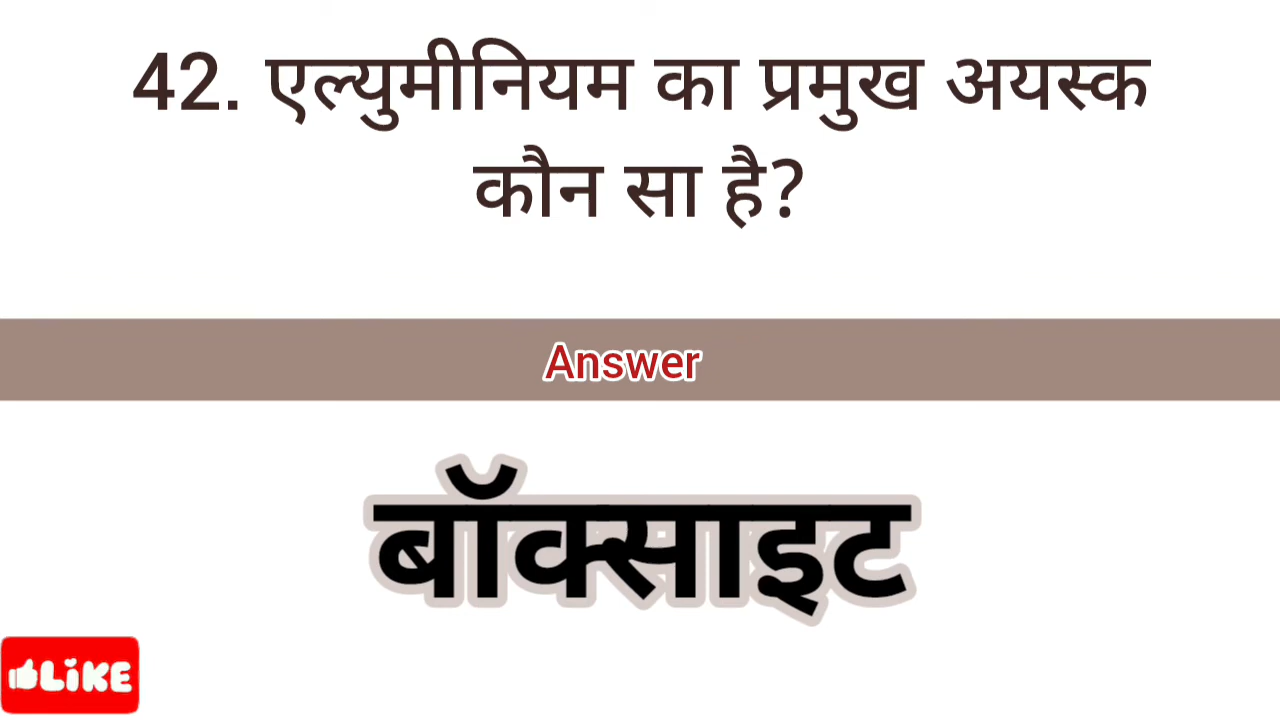 42. एल्युमीनियम का प्रमुख अयस्क
कौन सा है?
Answer
बॉक्साइट
LiKE